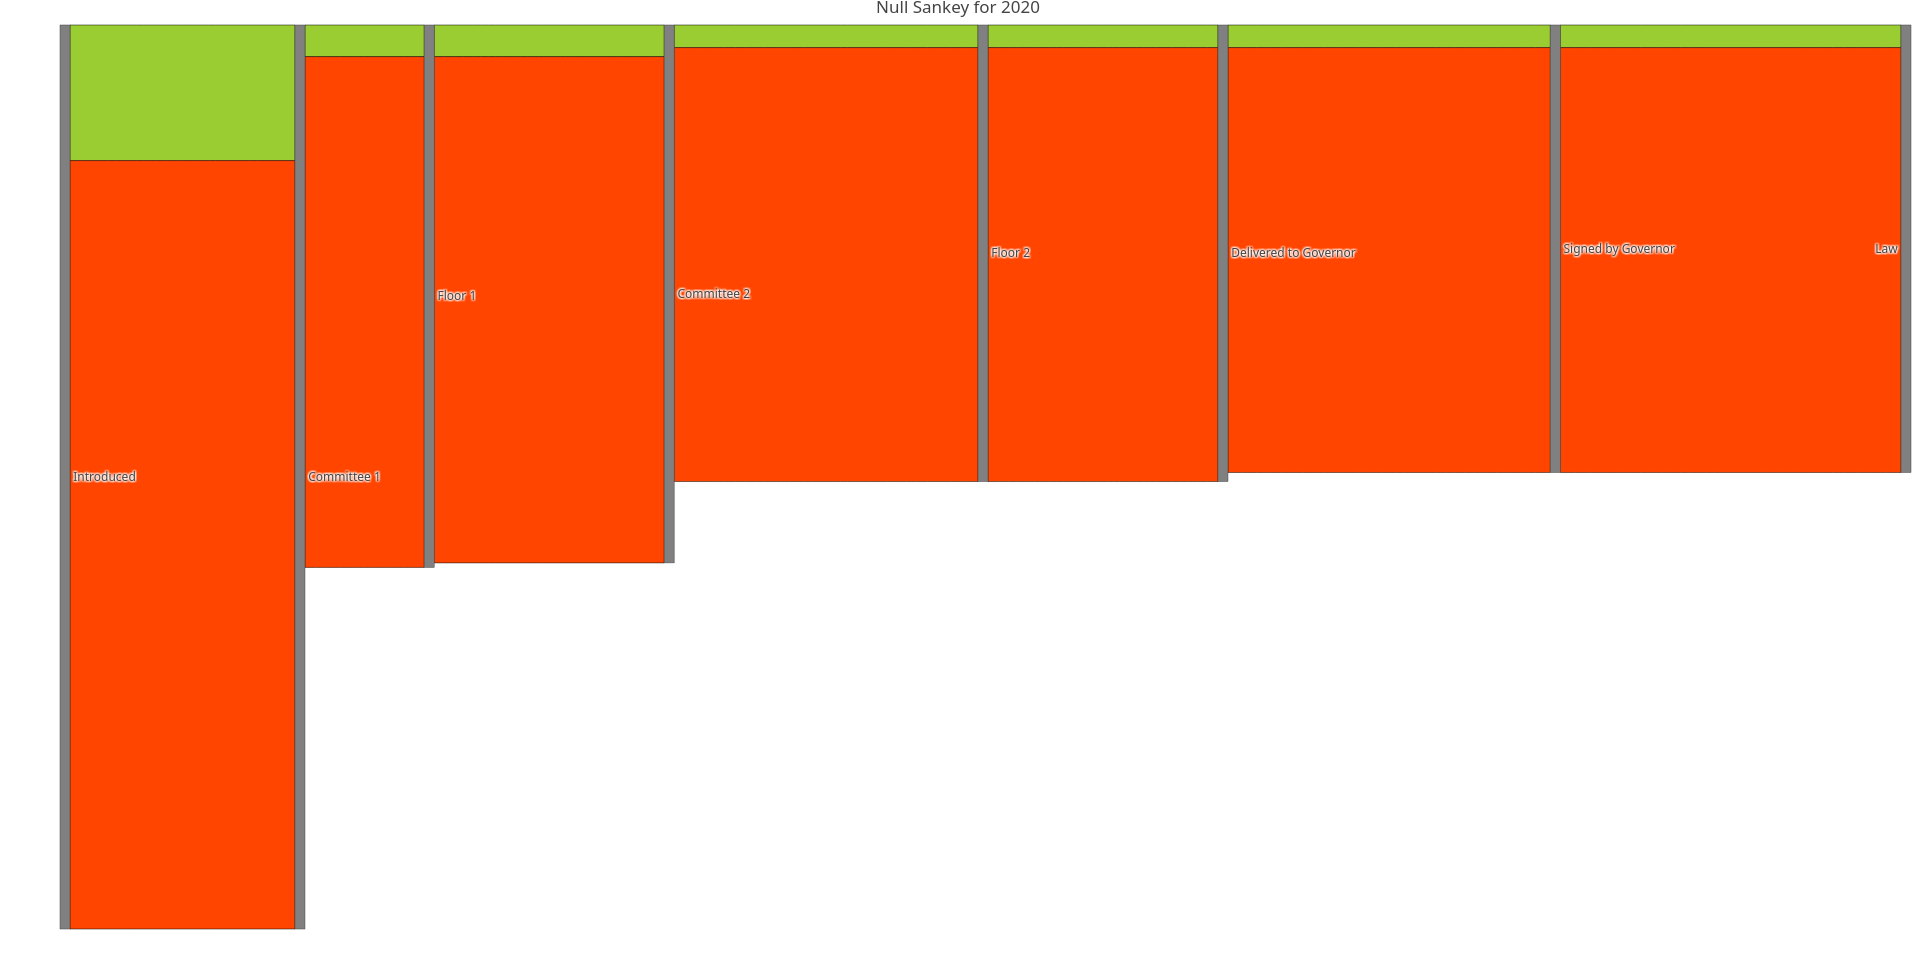 Null Sankey for 2020
Introduced
Committee 1
Floor 1
Committee 2
Floor 2
Delivered to Governor
Signed by Governor
Law